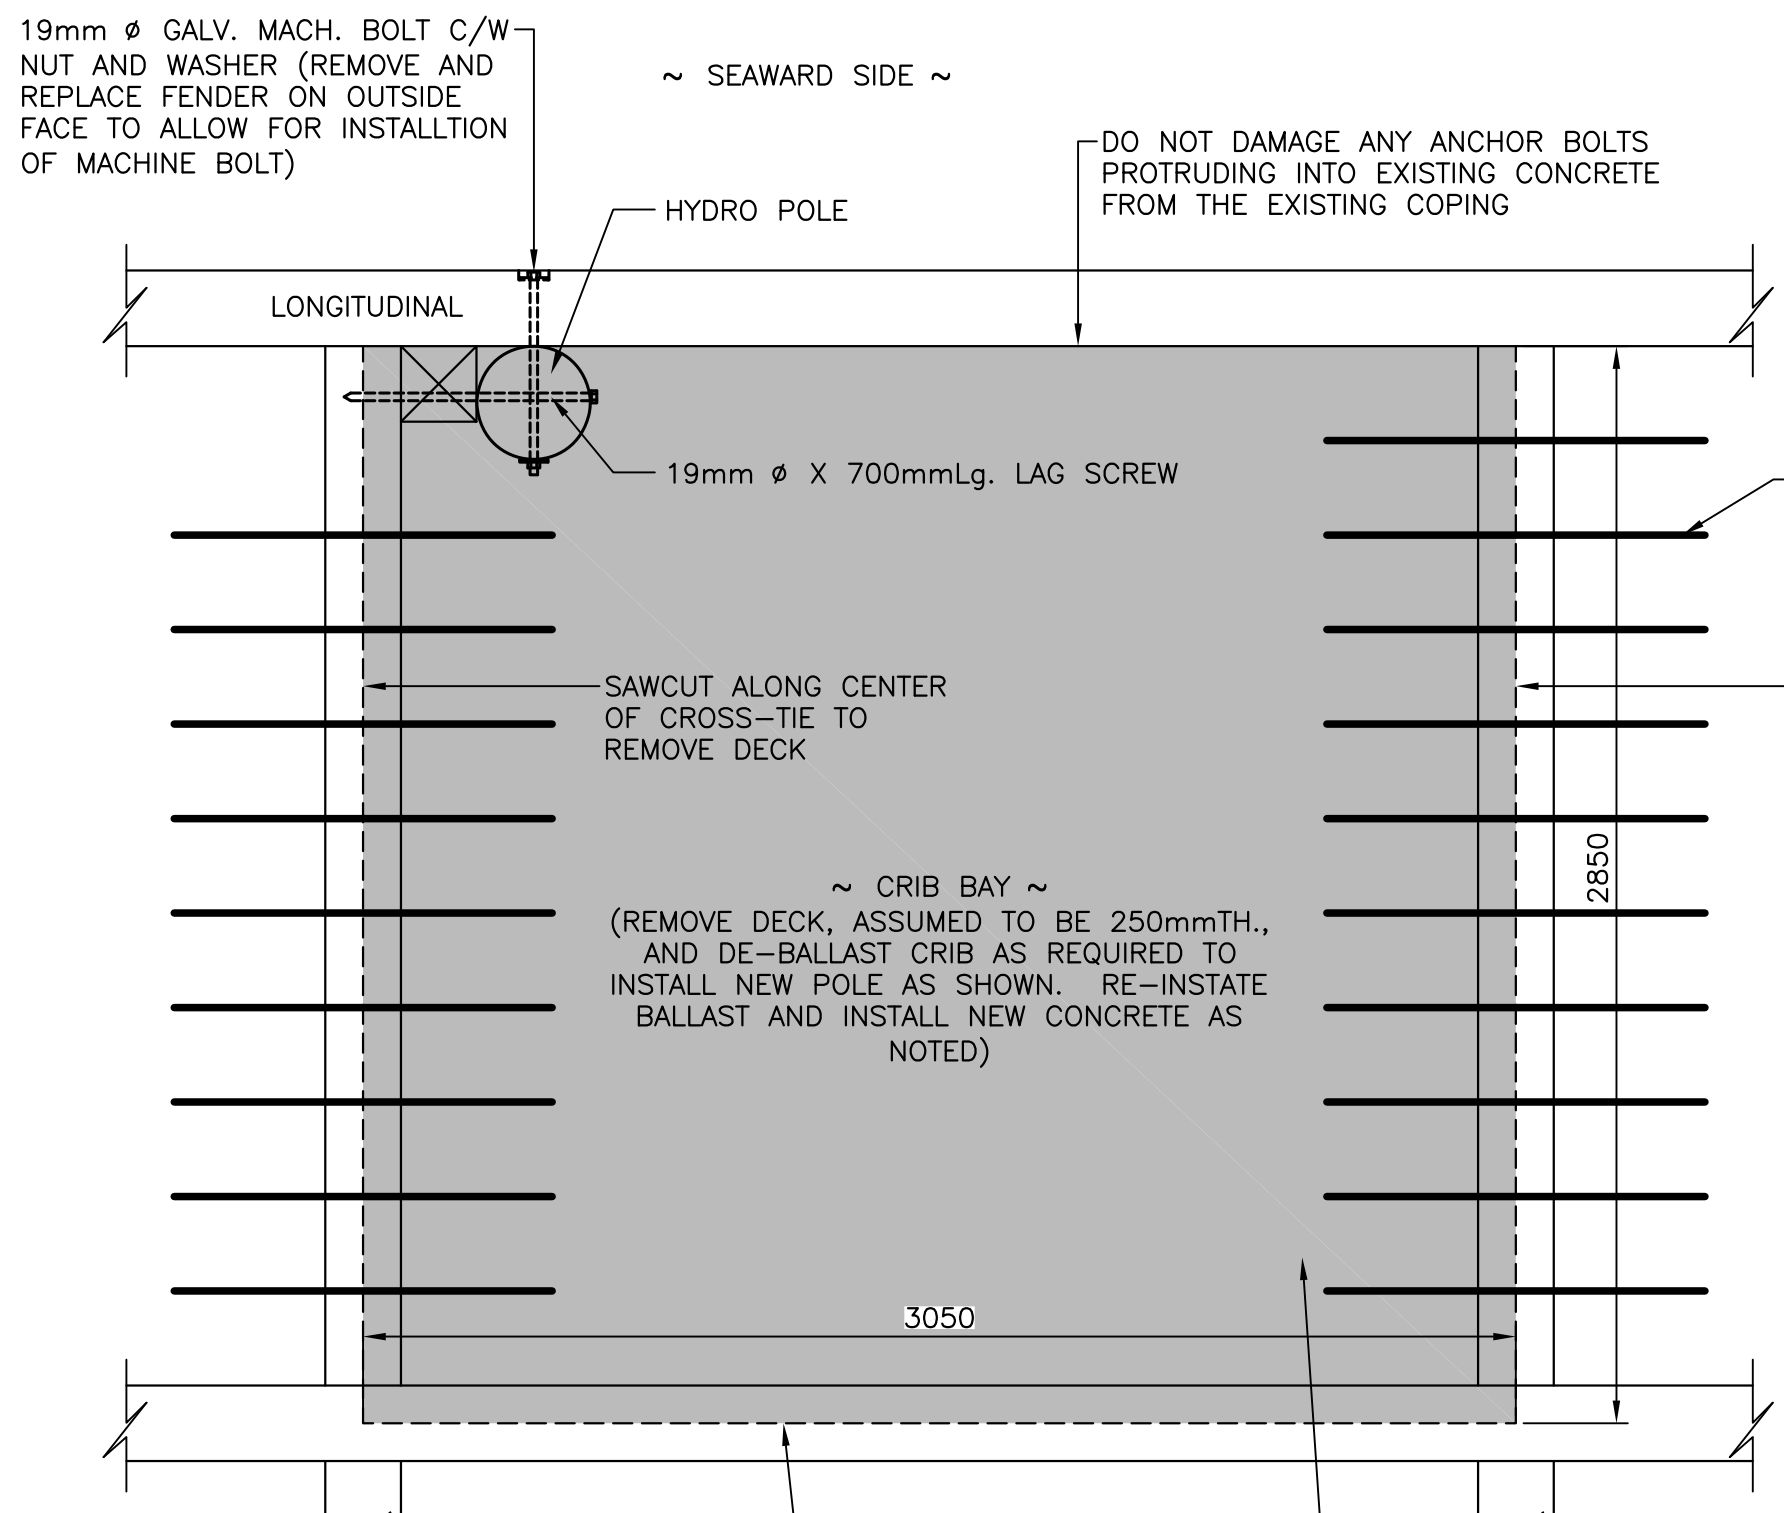 19mm ø GALV. MACH. BOLT C/W
NUT AND WASHER (REMOVE AND
REPLACE FENDER ON OUTSIDE
FACE TO ALLOW FOR INSTALLTION
OF MACHINE BOLT)
~ SEAWARD SIDE ~
DO NOT DAMAGE ANY ANCHOR BOLTS
PROTRUDING INTO EXISTING CONCRETE
FROM THE EXISTING COPING
HYDRO POLE
LONGITUDINAL
19mm ø X 700mmLg. LAG SCREW
SAWCUT ALONG CENTER
OF CROSS-TIE TO
REMOVE DECK
2850
~ CRIB BAY ~
(REMOVE DECK, ASSUMED TO BE 250mmTH.,
AND DE-BALLAST CRIB AS REQUIRED TO
INSTALL NEW POLE AS SHOWN. RE-INSTATE
BALLAST AND INSTALL NEW CONCRETE AS
NOTED)
3050